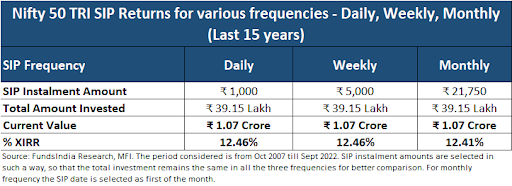 Nifty 50 TRI SIP Returns for various frequencies - Daily, Weekly, Monthly
(Last 15 years)
SIP Frequency Daily Weekly Monthly
SIP Instalment Amount ₹ 1,000 ₹ 5,000 ₹ 21,750
Total Amount Invested ₹ 39.15 Lakh ₹ 39.15 Lakh ₹ 39.15 Lakh
Current Value ₹ 1.07 Crore ₹ 1.07 Crore ₹ 1.07 Crore
% XIRR 12.46% 12.46% 12.41%
Source: FundsIndia Research, MFI. The period considered is from Oct 2007 till Sept 2022. SIP instalment amounts are selected in
such a way, so that the total investment remains the same in all the three frequencies for better comparison. For monthly
frequency the SIP date is selected as first of the month.